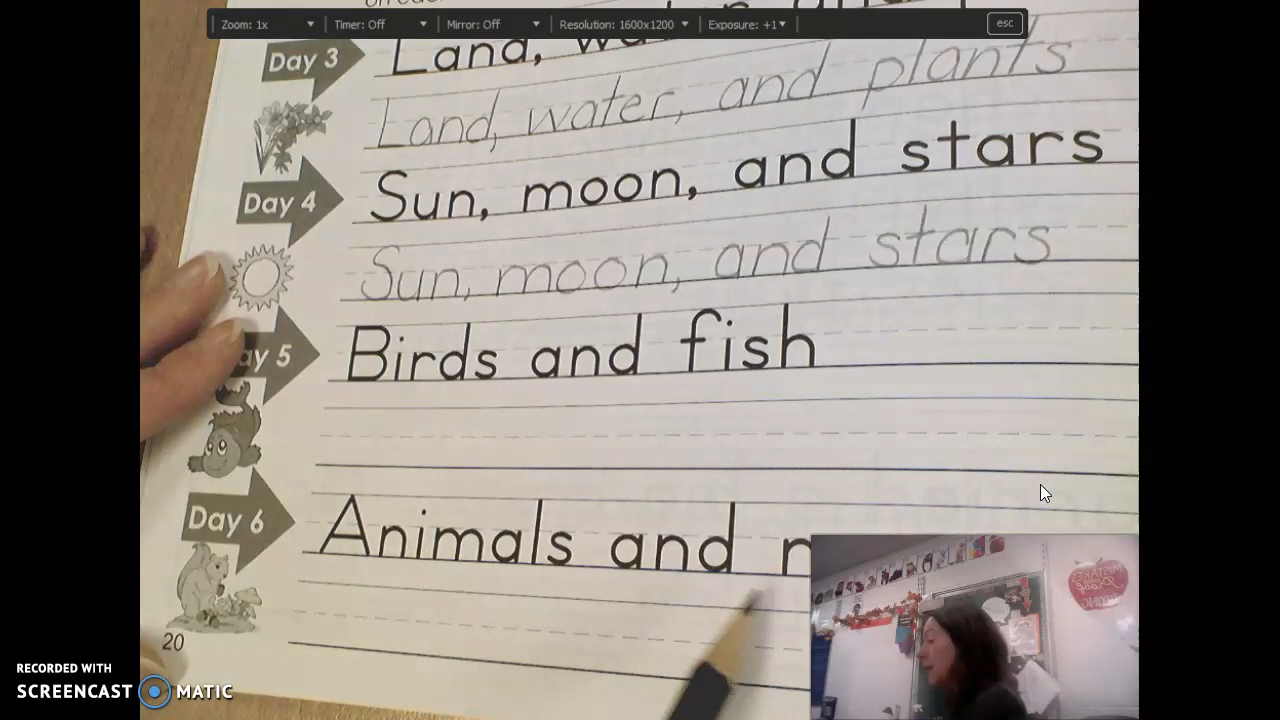 Zoom: 1x Timer: Off Mirror: Off Resolution: 1600x1200 Exposure: +1 esc
Day 3 Land,
Land, water, and plants
Day 4 Sun, moon, and stars
Sun, moon, and stars
Day 5 Birds and fish
Day 6 Animals and
20
RECORDED WITH
SCREENCAST MATIC